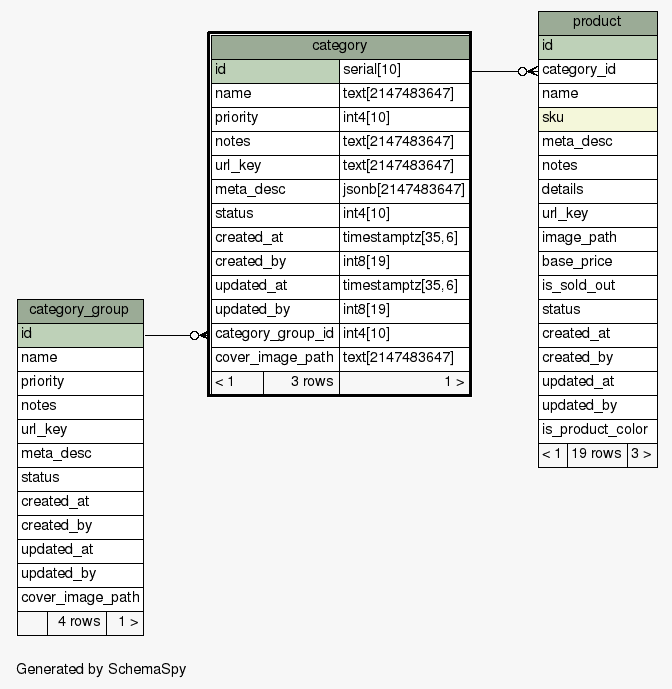 category
id serial[10]
name text[2147483647]
priority int4[10]
notes text[2147483647]
url_key text[2147483647]
meta_desc jsonb[2147483647]
status int4[10]
created_at timestamptz[35,6]
created_by int8[19]
updated_at timestamptz[35,6]
updated_by int8[19]
category_group_id int4[10]
cover_image_path text[2147483647]
< 1 3 rows 1 >
product
id
category_id
name
sku
meta_desc
notes
details
url_key
image_path
base_price
is_sold_out
status
created_at
created_by
updated_at
updated_by
is_product_color
< 1 19 rows 3 >
category_group
id
name
priority
notes
url_key
meta_desc
status
created_at
created_by
updated_at
updated_by
cover_image_path
4 rows 1 >
Generated by SchemaSpy